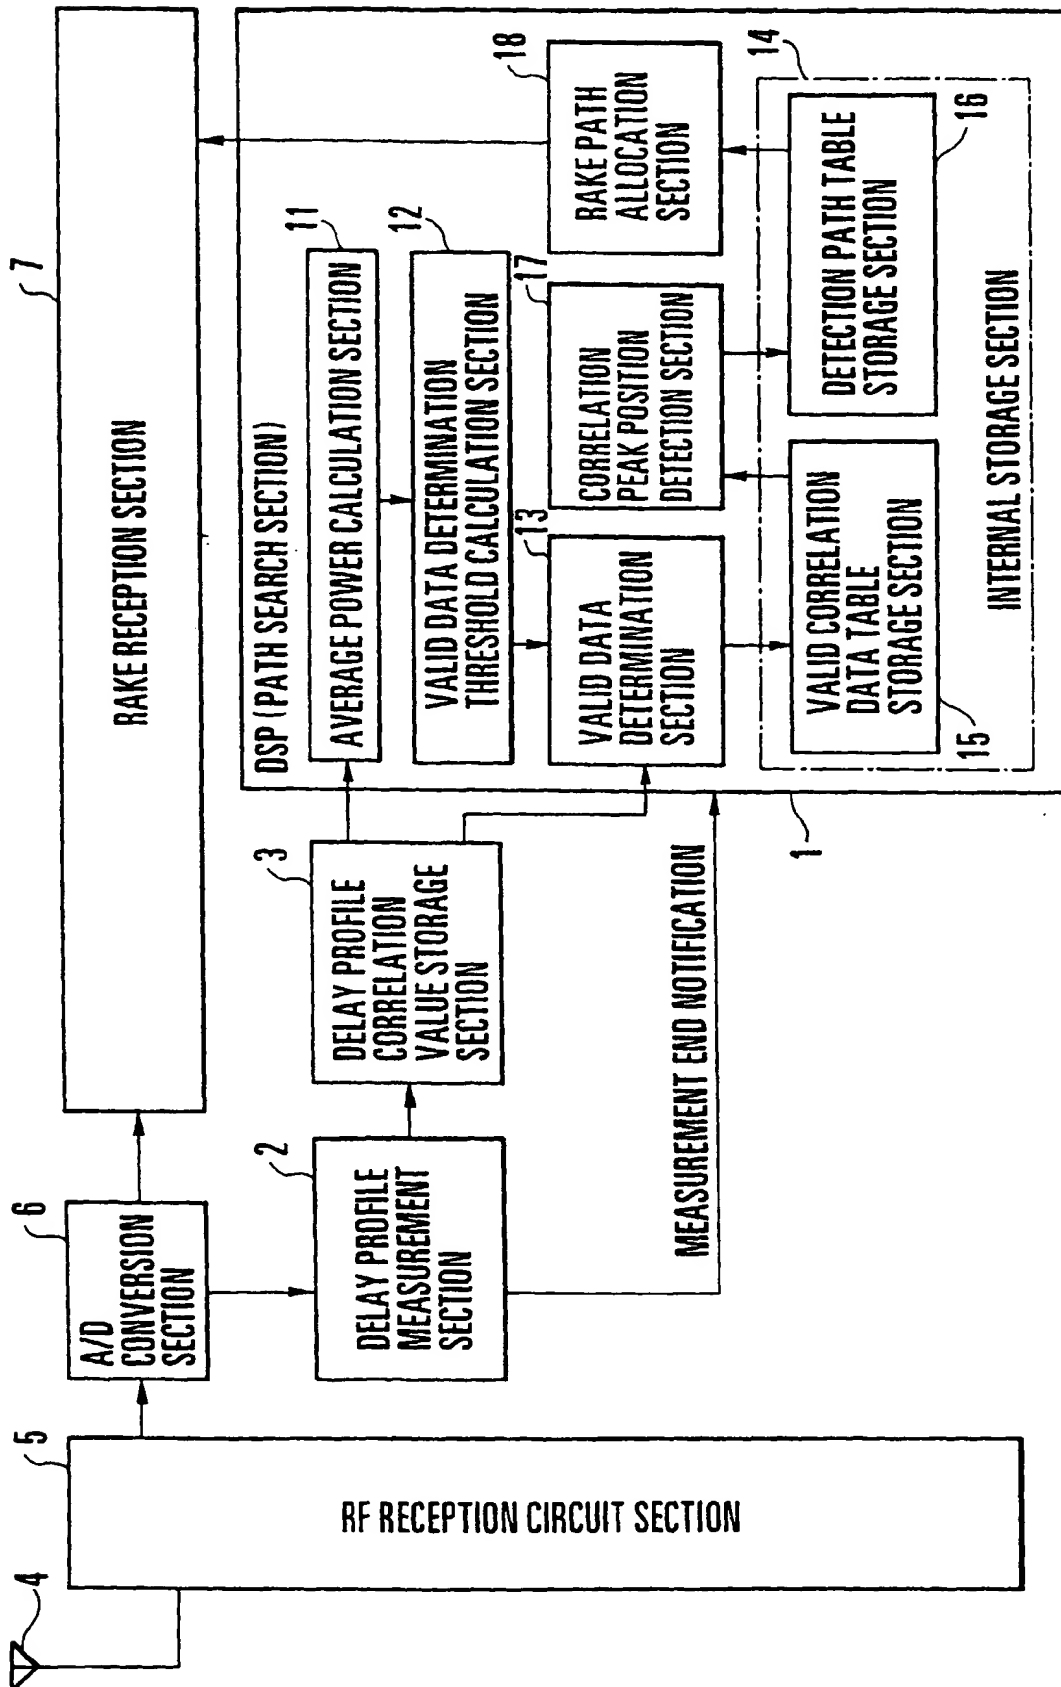 4
5
RF RECEPTION CIRCUIT SECTION
6
A/D
CONVERSION
SECTION
7
RAKE RECEPTION SECTION
2
DELAY PROFILE
MEASUREMENT
SECTION
3
DELAY PROFILE
CORRELATION
VALUE STORAGE
SECTION
MEASUREMENT END NOTIFICATION
1
DSP (PATH SEARCH SECTION)
11
AVERAGE POWER CALCULATION SECTION
12
VALID DATA DETERMINATION
THRESHOLD CALCULATION SECTION
13
VALID DATA
DETERMINATION
SECTION
17
CORRELATION
PEAK POSITION
DETECTION SECTION
18
RAKE PATH
ALLOCATION
SECTION
14
15
VALID CORRELATION
DATA TABLE
STORAGE SECTION
16
DETECTION PATH TABLE
STORAGE SECTION
INTERNAL STORAGE SECTION